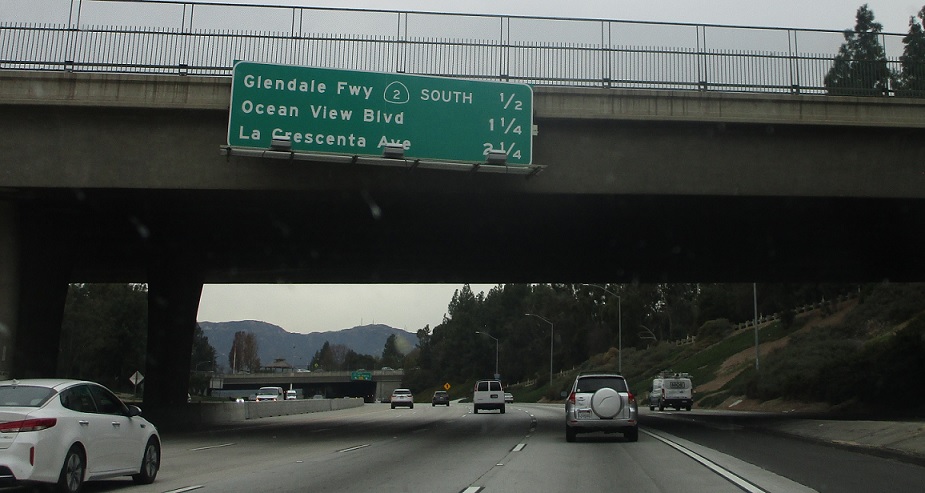 Glendale Fwy 2 SOUTH 1/2
Ocean View Blvd 1 1/4
La Crescenta Ave 2 1/4